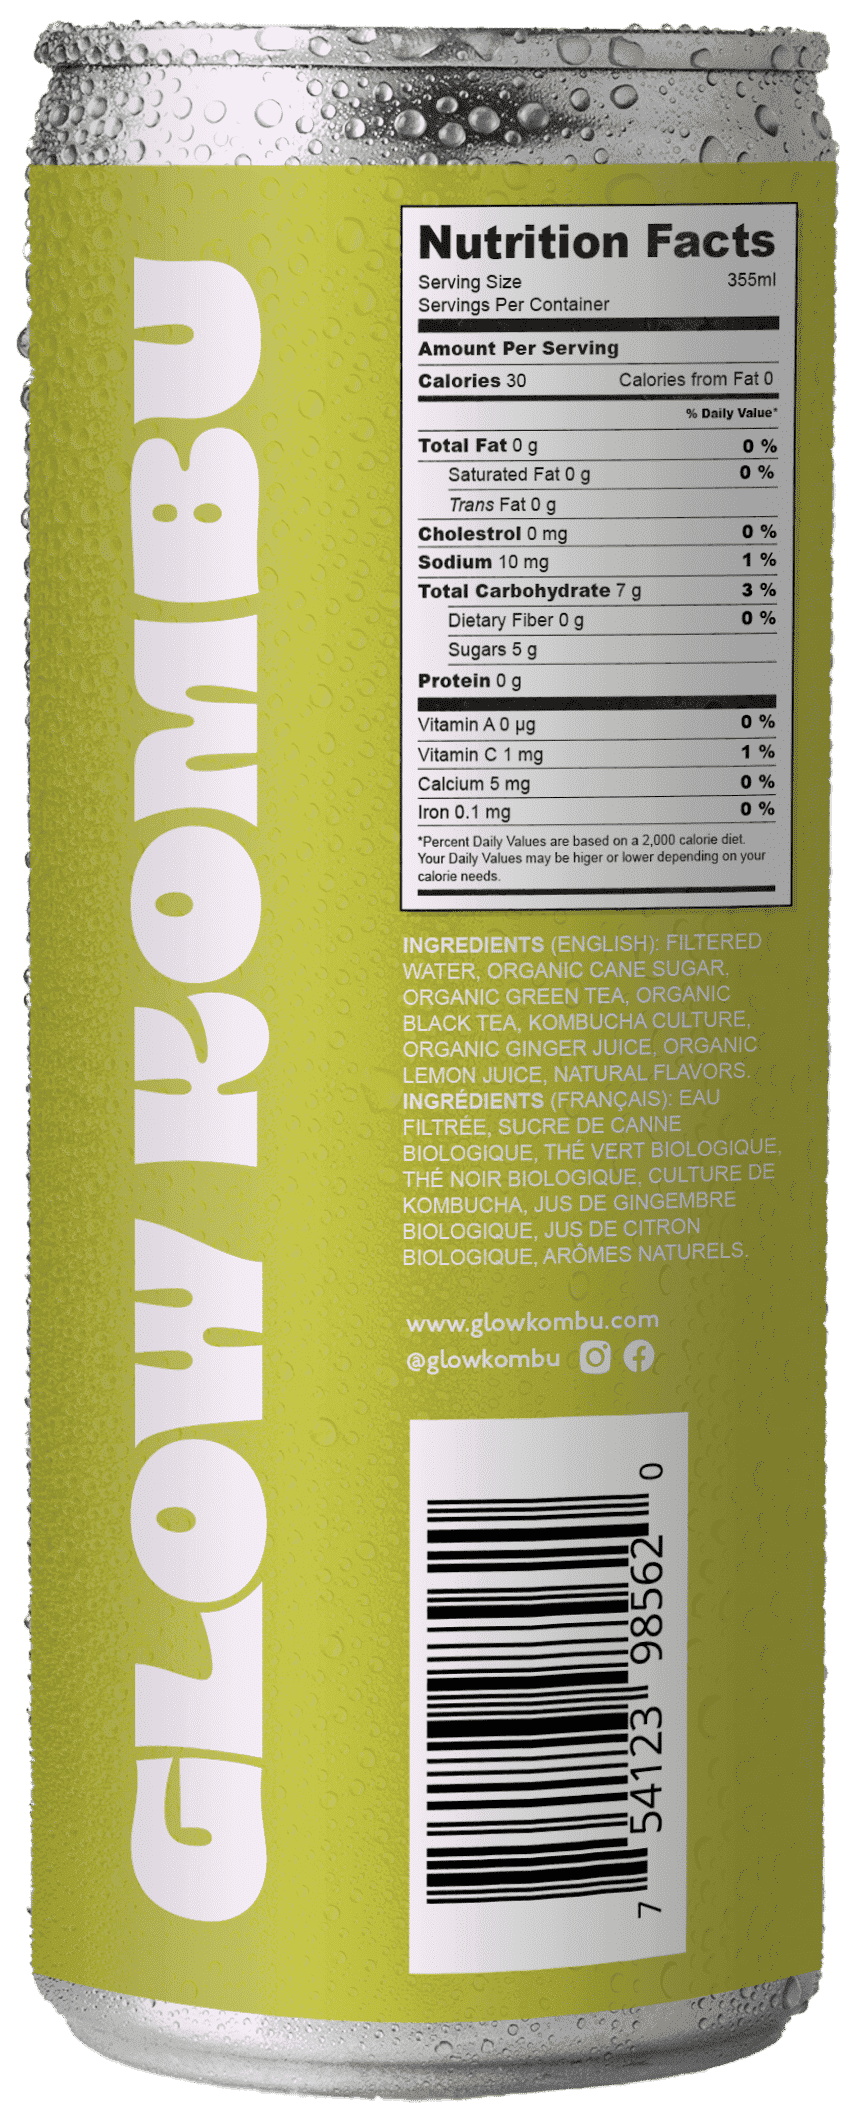 GLOW KOMBU
Nutrition Facts
Serving Size 355ml
Servings Per Container
Amount Per Serving
Calories 30 Calories from Fat 0
% Daily Value*
Total Fat 0 g 0 %
Saturated Fat 0 g 0 %
Trans Fat 0 g
Cholestrol 0 mg 0 %
Sodium 10 mg 1 %
Total Carbohydrate 7 g 3 %
Dietary Fiber 0 g 0 %
Sugars 5 g
Protein 0 g
Vitamin A 0 µg 0 %
Vitamin C 1 mg 1 %
Calcium 5 mg 0 %
Iron 0.1 mg 0 %
*Percent Daily Values are based on a 2,000 calorie diet.
Your Daily Values may be higer or lower depending on your
calorie needs.
INGREDIENTS (ENGLISH): FILTERED
WATER, ORGANIC CANE SUGAR,
ORGANIC GREEN TEA, ORGANIC
BLACK TEA, KOMBUCHA CULTURE,
ORGANIC GINGER JUICE, ORGANIC
LEMON JUICE, NATURAL FLAVORS.
INGRÉDIENTS (FRANÇAIS): EAU
FILTRÉE, SUCRE DE CANNE
BIOLOGIQUE, THÉ VERT BIOLOGIQUE,
THÉ NOIR BIOLOGIQUE, CULTURE DE
KOMBUCHA, JUS DE GINGEMBRE
BIOLOGIQUE, JUS DE CITRON
BIOLOGIQUE, ARÔMES NATURELS.
www.glowkombu.com
@glowkombu
7 54123 98562 0